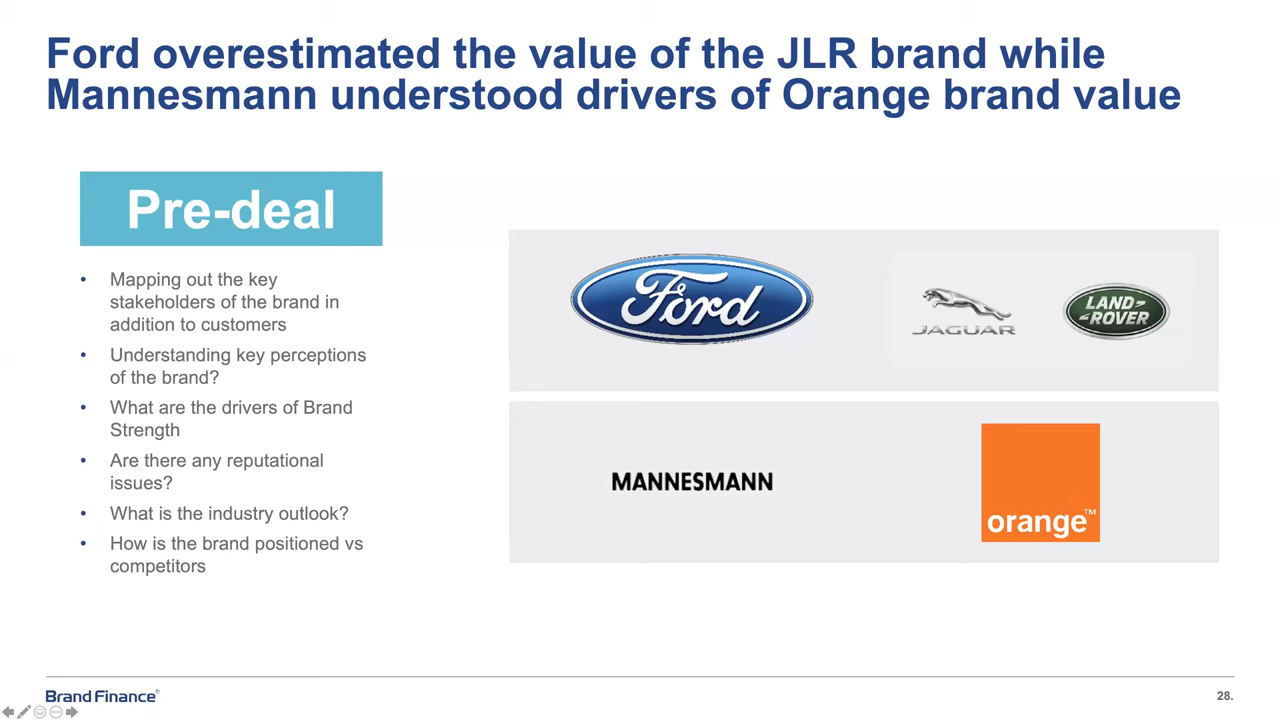 Ford overestimated the value of the JLR brand while
Mannesmann understood drivers of Orange brand value
Pre-deal
• Mapping out the key
stakeholders of the brand in
addition to customers
• Understanding key perceptions
of the brand?
• What are the drivers of Brand
Strength
• Are there any reputational
issues?
• What is the industry outlook?
• How is the brand positioned vs
competitors
Ford
JAGUAR
LAND-
ROVER
MANNESMANN
orange™
Brand Finance®
28.